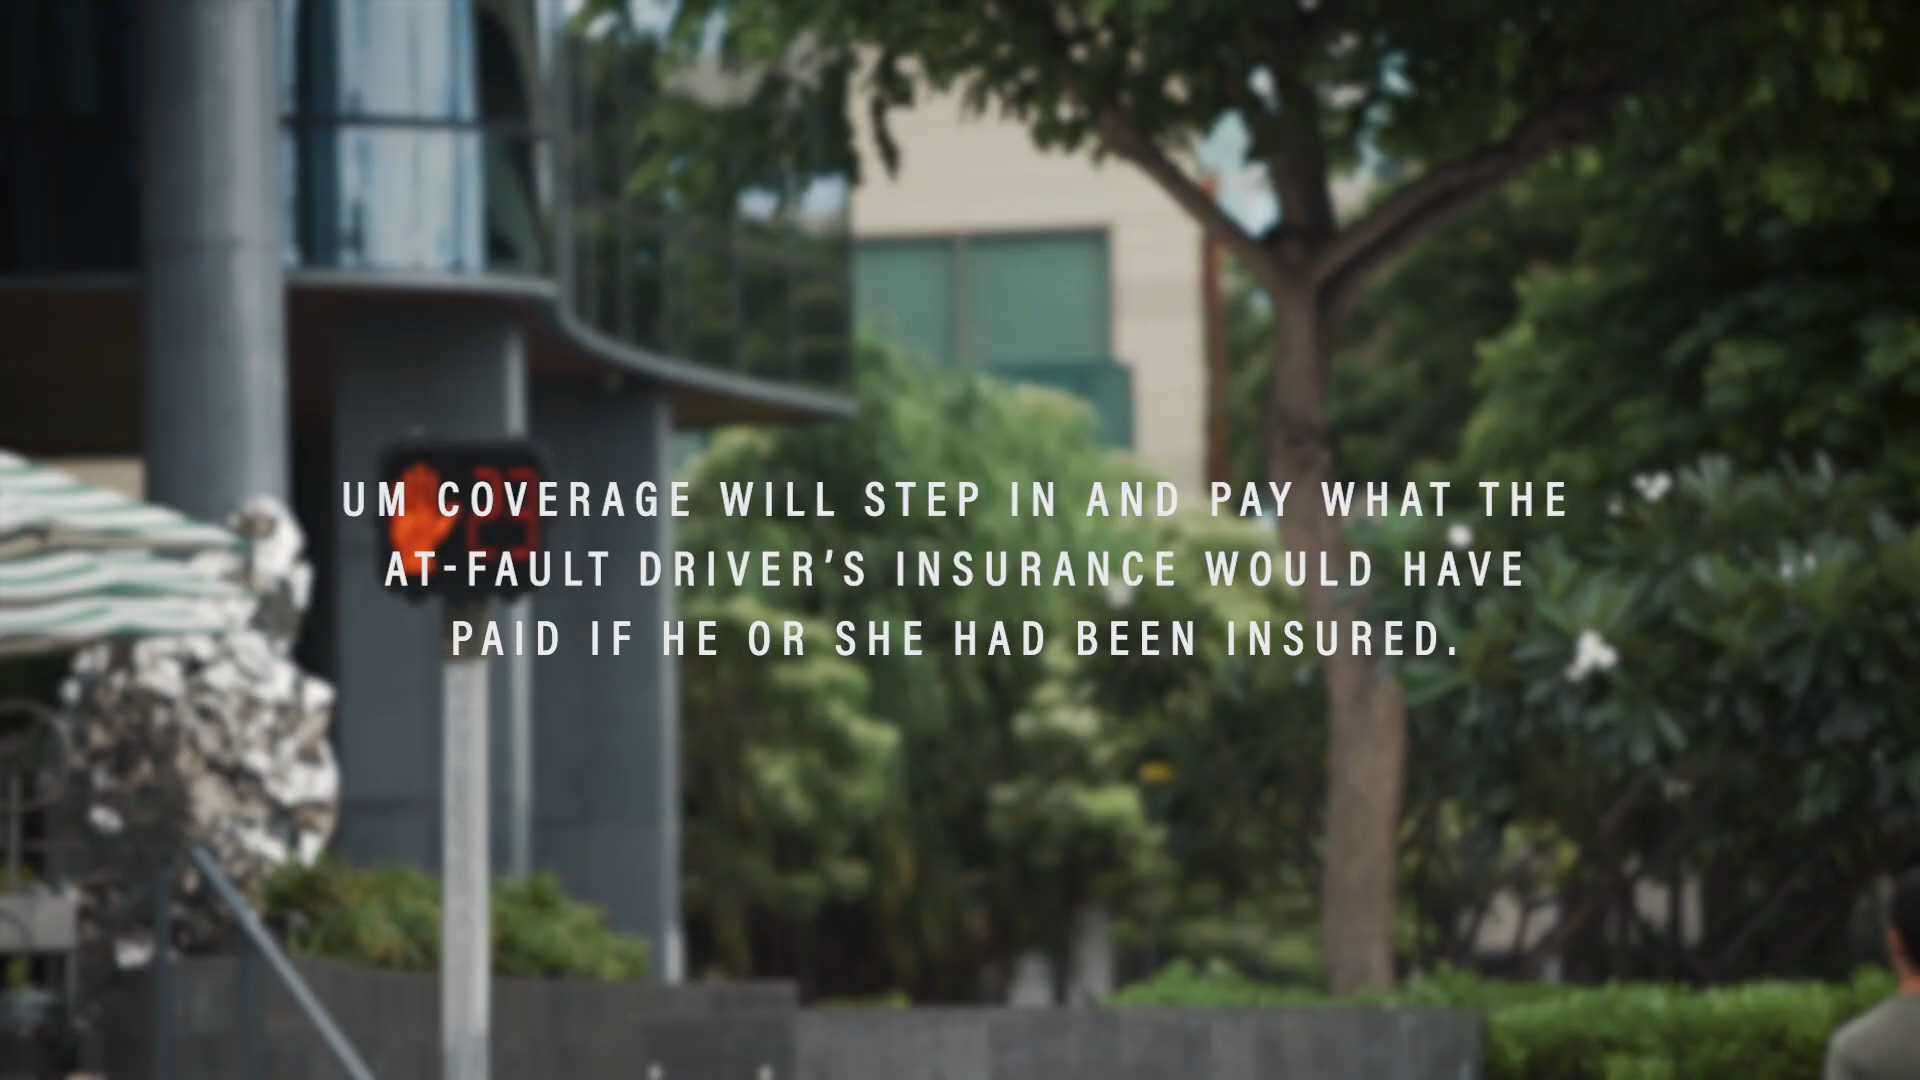 UM COVERAGE WILL STEP IN AND PAY WHAT THE
AT-FAULT DRIVER’S INSURANCE WOULD HAVE
PAID IF HE OR SHE HAD BEEN INSURED.